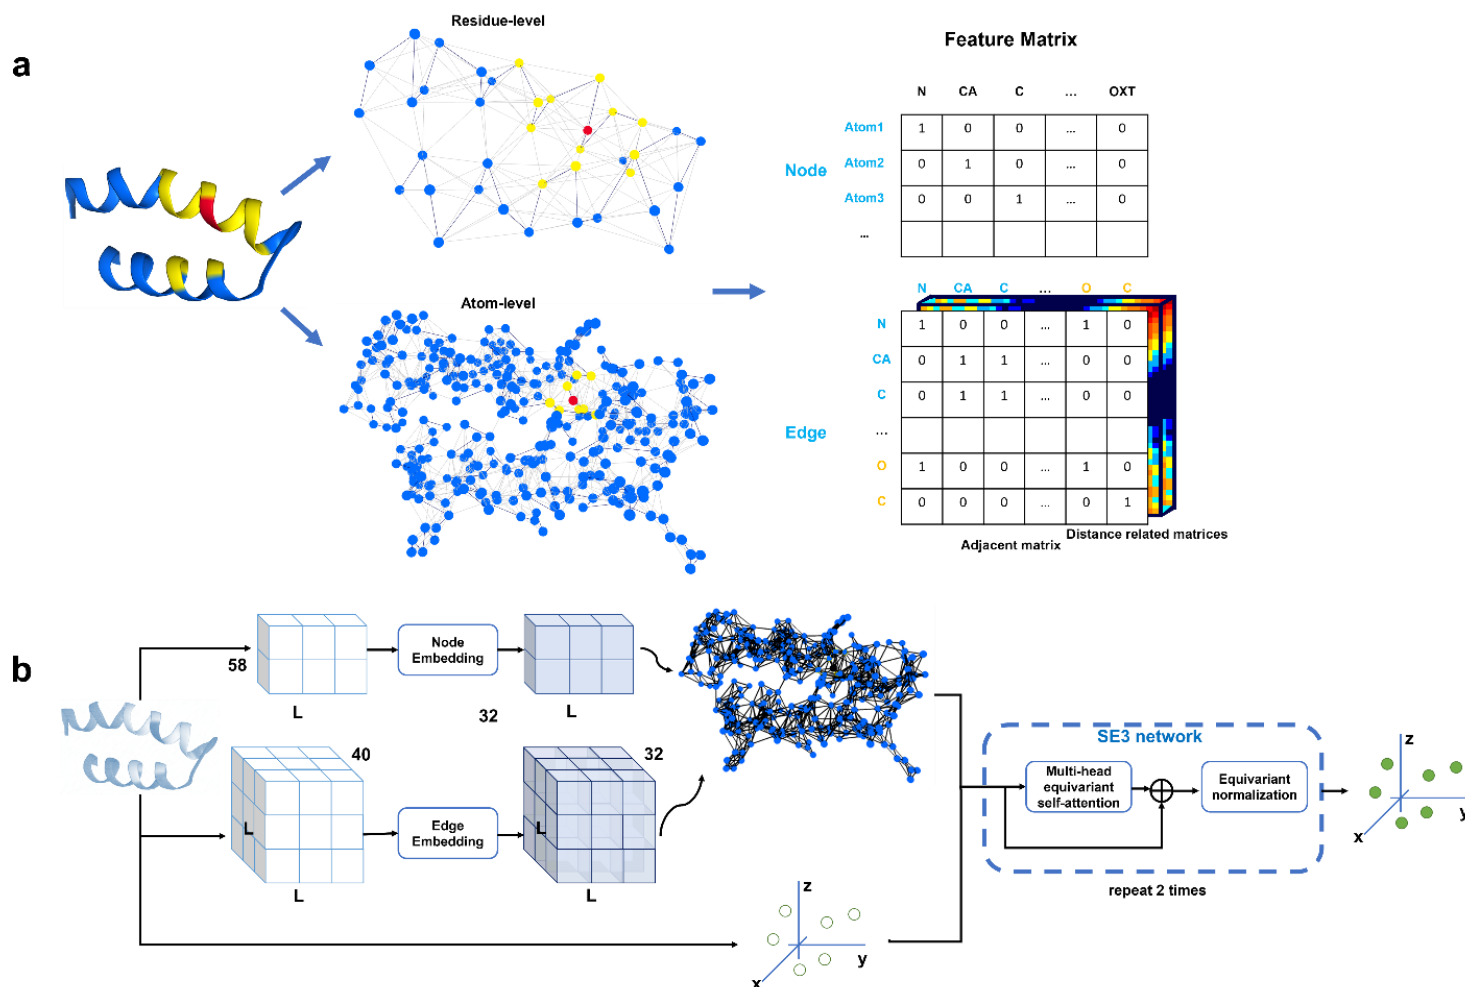 a
Residue-level
Atom-level
Feature Matrix
N CA C ... OXT
Node
Atom1 1 0 0 ... 0
Atom2 0 1 0 ... 0
Atom3 0 0 1 ... 0
...
Edge
N CA C ... O C
N 1 0 0 ... 1 0
CA 0 1 1 ... 0 0
C 0 1 1 ... 0 0
...
O 1 0 0 ... 1 0
C 0 0 0 ... 0 1
Adjacent matrix
Distance related matrices
b
58
L
Node
Embedding
32
L
40
L
L
Edge
Embedding
32
L
L
z
y
x
SE3 network
Multi-head
equivariant
self-attention
Equivariant
normalization
repeat 2 times
z
y
x